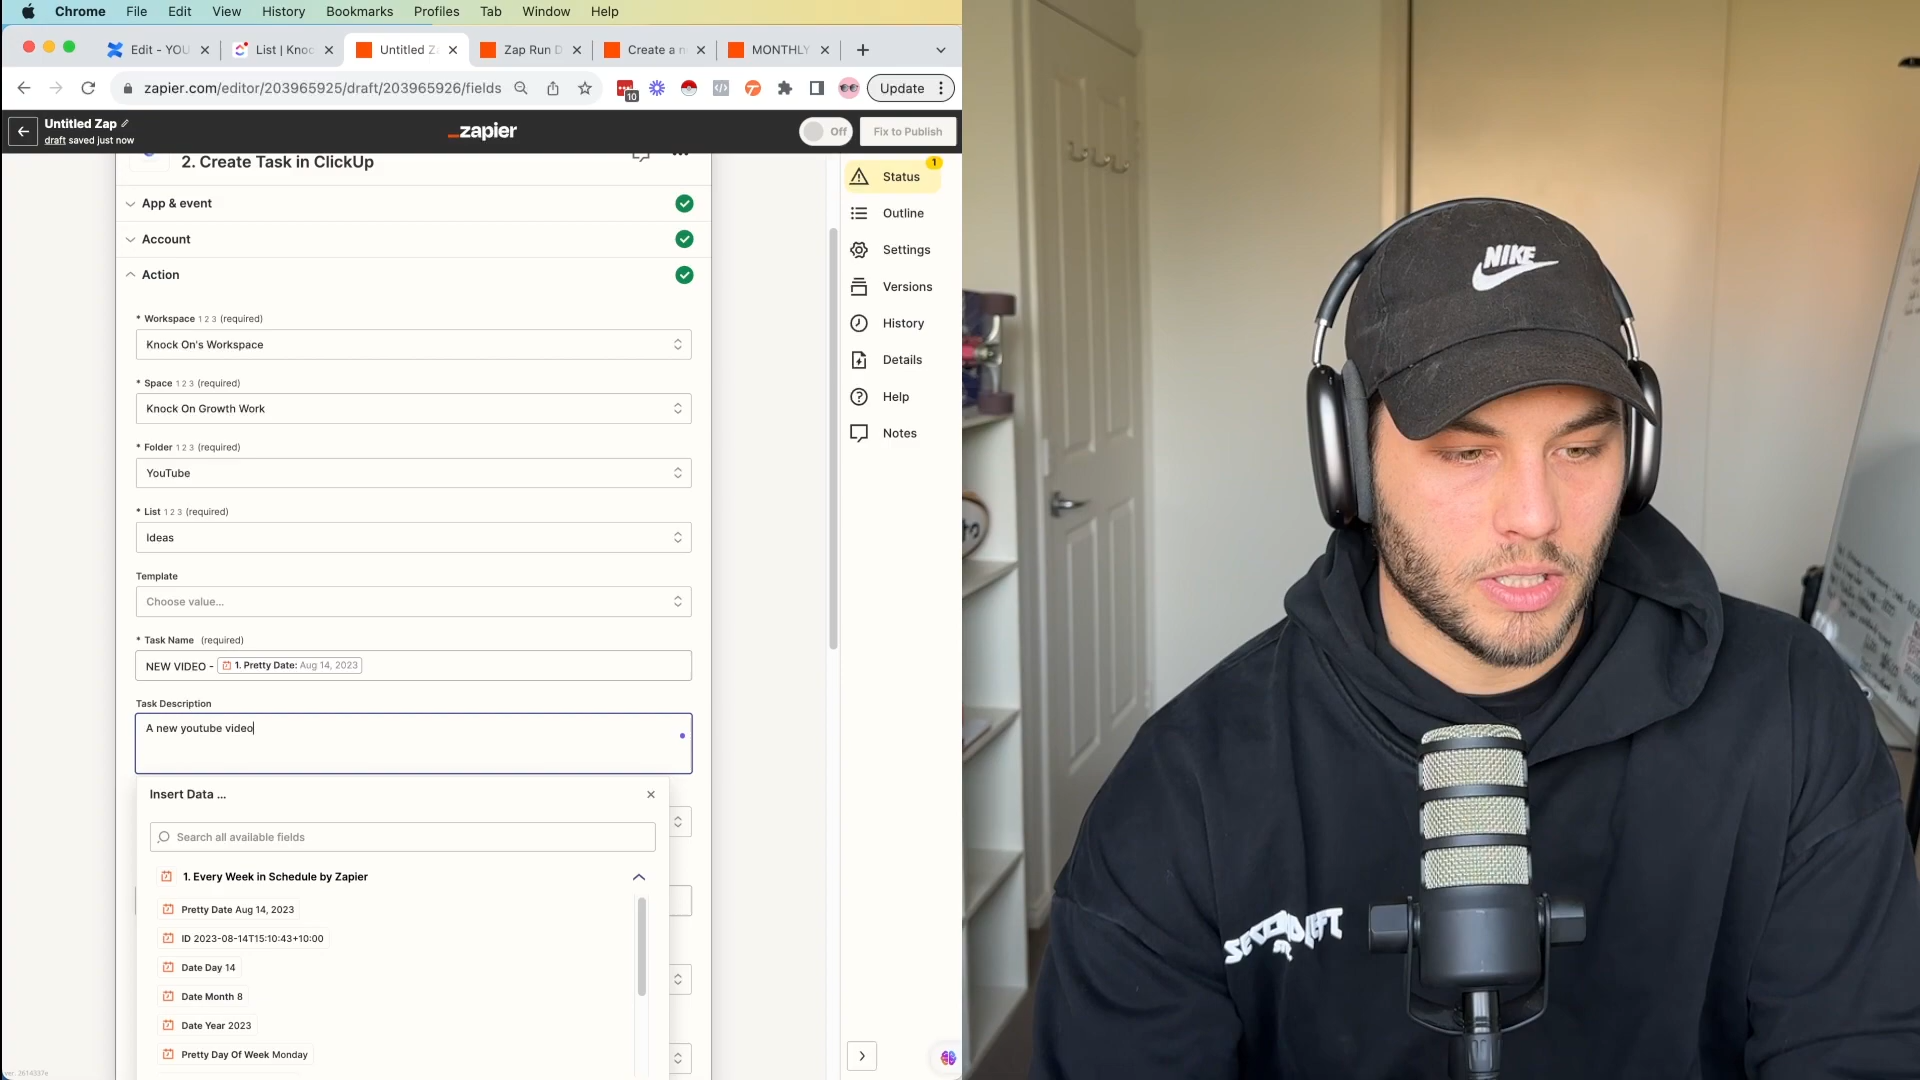 Chrome File Edit View History Bookmarks Profiles Tab Window Help
Edit - YOU List | Knoc Untitled Z Zap Run D Create a n MONTHLY
zapier.com/editor/203965925/draft/203965926/fields Update
10
Untitled Zap
draft saved just now
_zapier
Off Fix to Publish
2. Create Task in ClickUp
App & event
Account
Action
* Workspace 1 2 3 (required)
Knock On's Workspace
* Space 1 2 3 (required)
Knock On Growth Work
* Folder 1 2 3 (required)
YouTube
* List 1 2 3 (required)
Ideas
Template
Choose value...
* Task Name (required)
NEW VIDEO - 1. Pretty Date: Aug 14, 2023
Task Description
A new youtube video
Insert Data ...
Search all available fields
1. Every Week in Schedule by Zapier
Pretty Date Aug 14, 2023
ID 2023-08-14T15:10:43+10:00
Date Day 14
Date Month 8
Date Year 2023
Pretty Day Of Week Monday
1
Status
Outline
Settings
Versions
History
Details
Help
Notes
NIKE